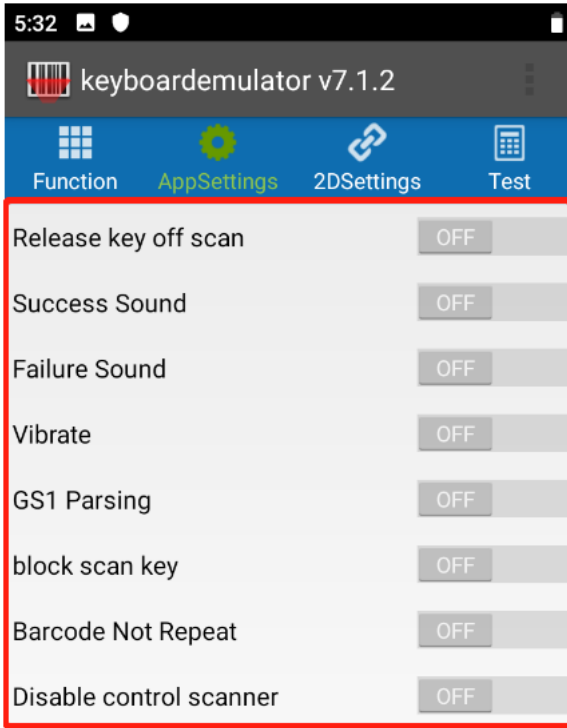 5:32
keyboardemulator v7.1.2
Function AppSettings 2DSettings Test
Release key off scan OFF
Success Sound OFF
Failure Sound OFF
Vibrate OFF
GS1 Parsing OFF
block scan key OFF
Barcode Not Repeat OFF
Disable control scanner OFF